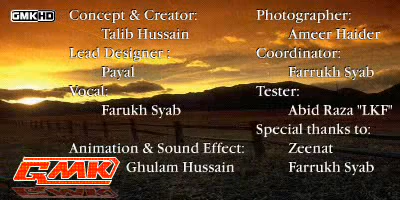 GMK HD
Concept & Creator:
Talib Hussain
Lead Designer :
Payal
Vocal:
Farukh Syab
Animation & Sound Effect:
Ghulam Hussain
Photographer:
Ameer Haider
Coordinator:
Farrukh Syab
Tester:
Abid Raza "LKF"
Special thanks to:
Zeenat
Farrukh Syab
GMK